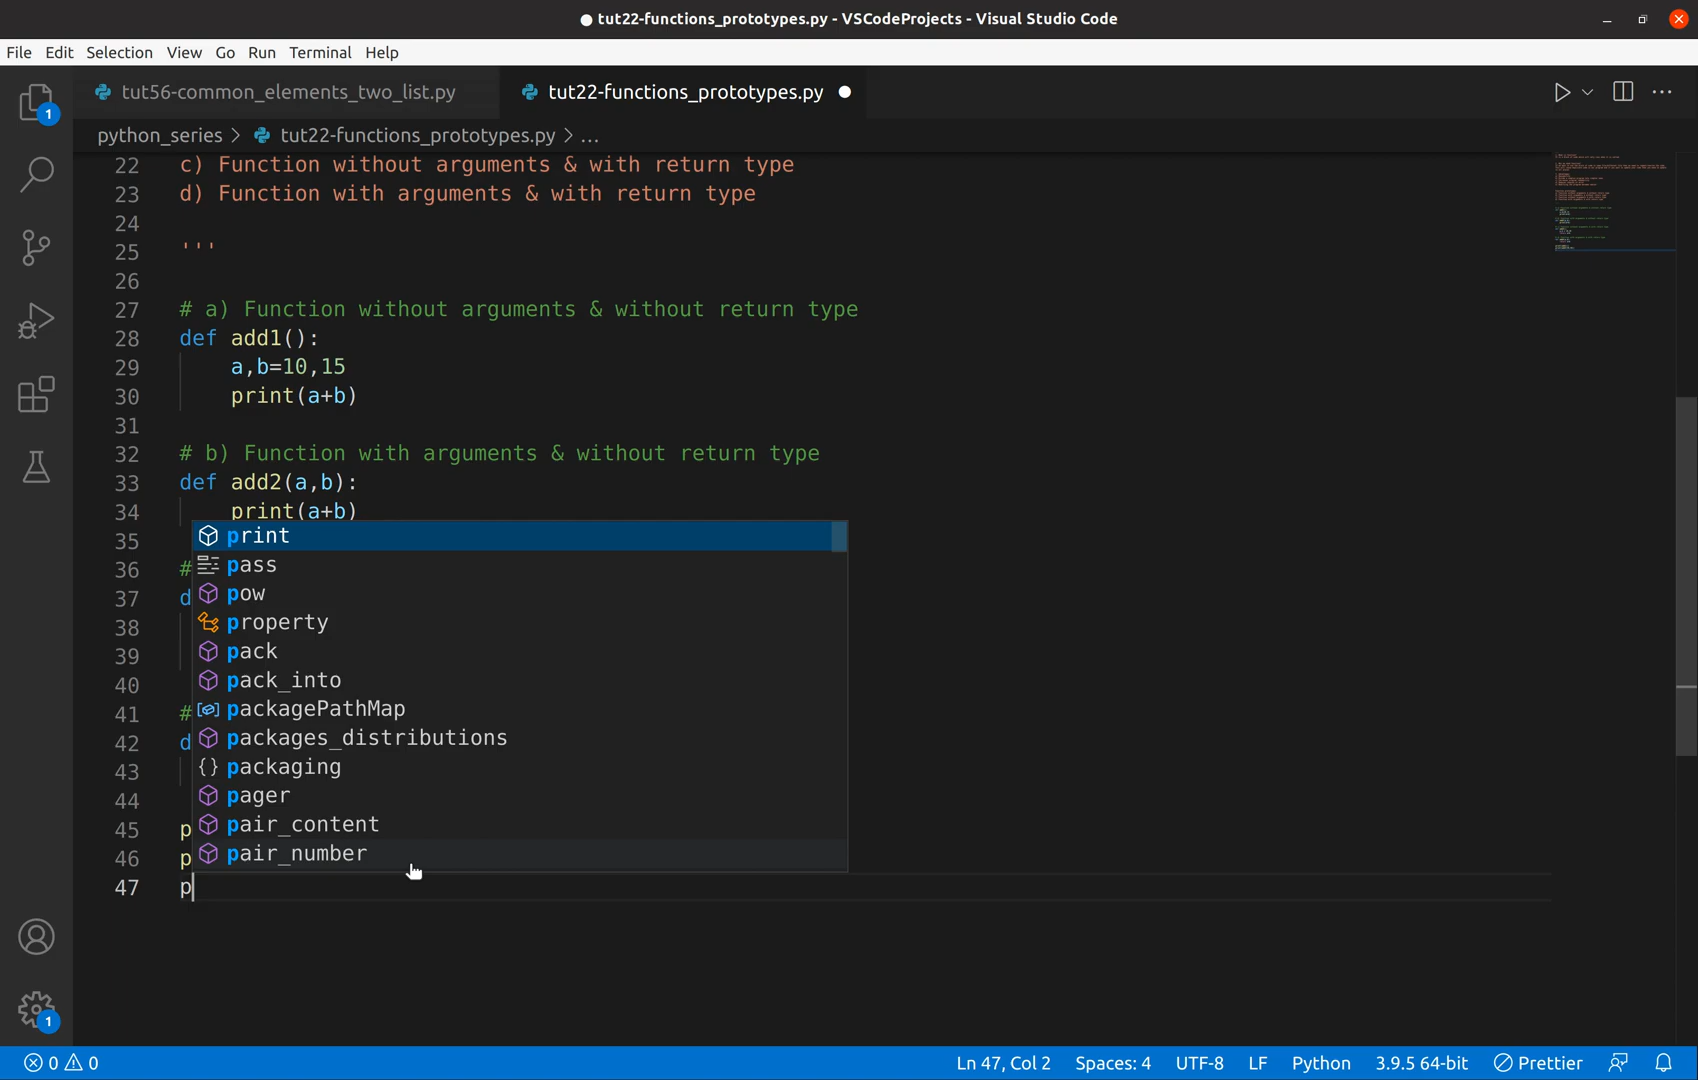 tut22-functions_prototypes.py - VSCodeProjects - Visual Studio Code
File Edit Selection View Go Run Terminal Help
1
tut56-common_elements_two_list.py
tut22-functions_prototypes.py
python_series > tut22-functions_prototypes.py > ...
22 c) Function without arguments & with return type
23 d) Function with arguments & with return type
24
25 '''
26
27 # a) Function without arguments & without return type
28 def add1():
29 a,b=10,15
30 print(a+b)
31
32 # b) Function with arguments & without return type
33 def add2(a,b):
34 print(a+b)
35 print
36 # pass
37 d pow
38 property
39 pack
40 pack_into
41 # packagePathMap
42 d packages_distributions
43 packaging
44 pager
45 p pair_content
46 p pair_number
47 p
1
0 0 Ln 47, Col 2 Spaces: 4 UTF-8 LF Python 3.9.5 64-bit Prettier